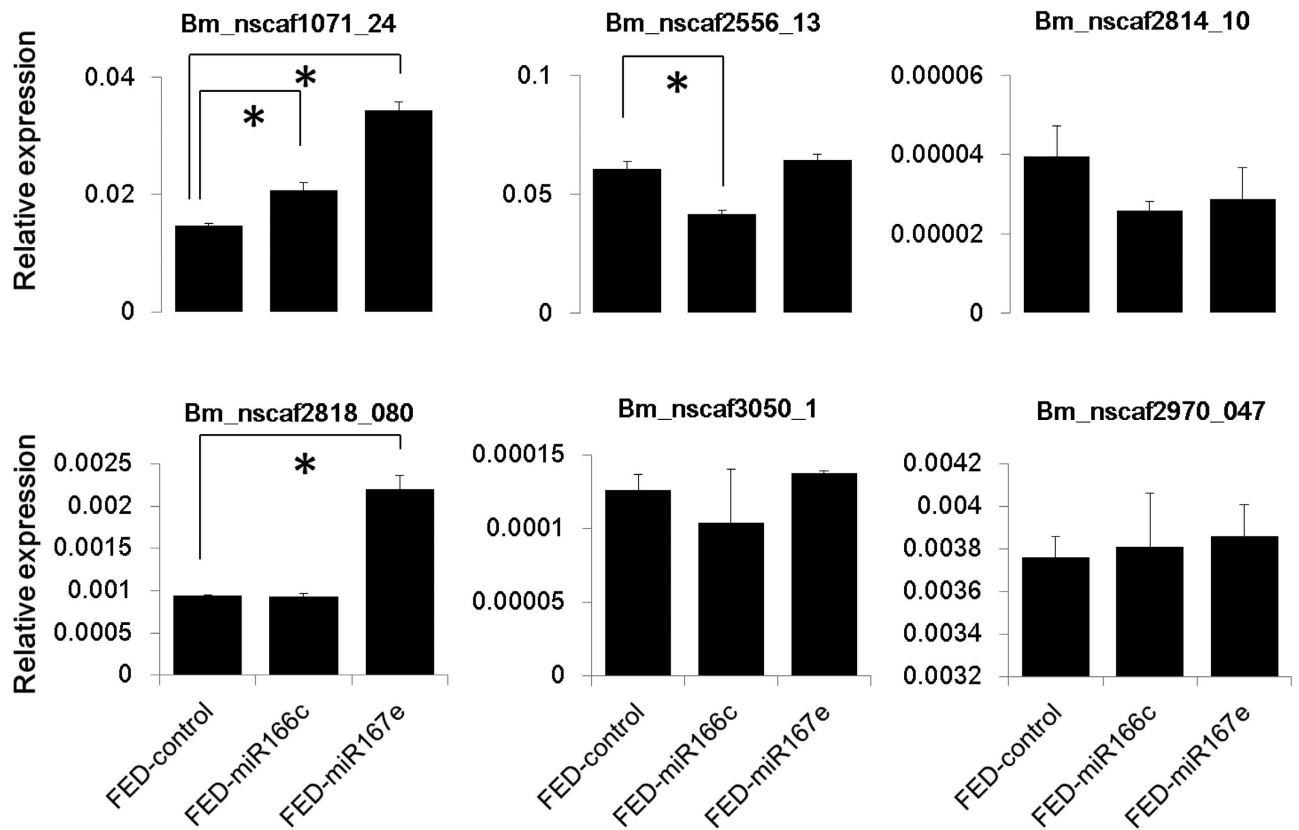 Bm_nscaf1071_24
Relative expression
0.04
0.02
0
*
*
Bm_nscaf2556_13
0.1
0.05
0
*
Bm_nscaf2814_10
0.00006
0.00004
0.00002
0
Bm_nscaf2818_080
Relative expression
0.0025
0.002
0.0015
0.001
0.0005
0
*
FED-control
FED-miR166c
FED-miR167e
Bm_nscaf3050_1
0.00015
0.0001
0.00005
0
FED-control
FED-miR166c
FED-miR167e
Bm_nscaf2970_047
0.0042
0.004
0.0038
0.0036
0.0034
0.0032
FED-control
FED-miR166c
FED-miR167e